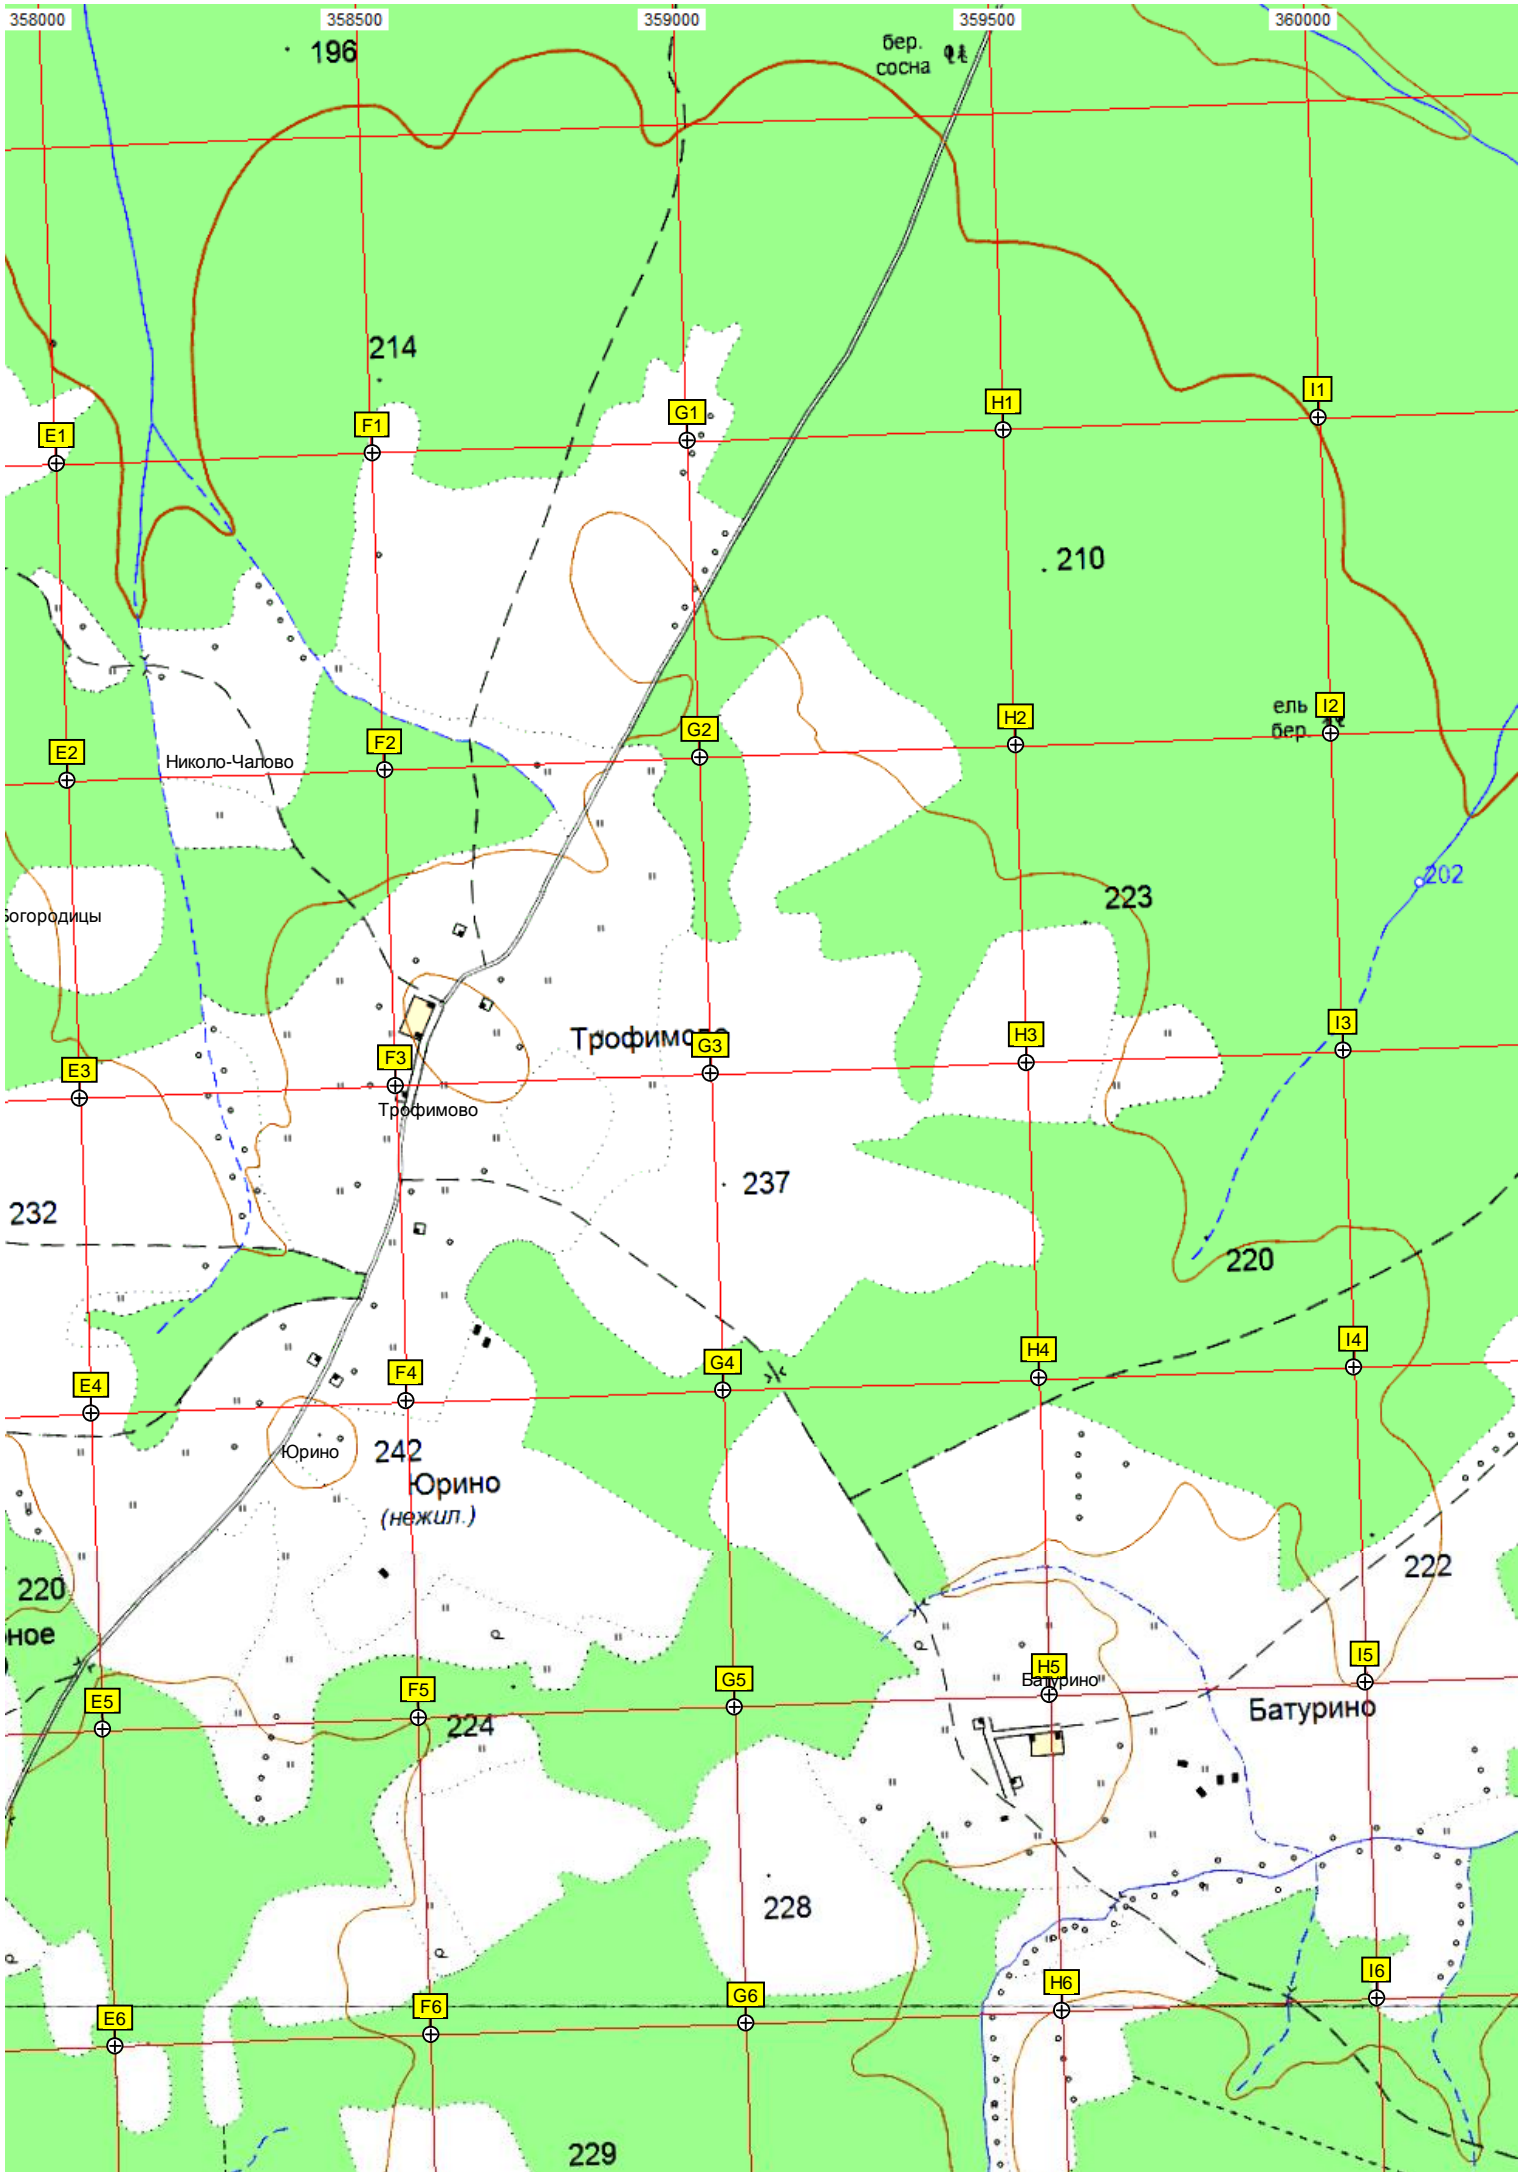 358000 358500 359000 359500 360000
196
бер.
сосна
214
I1
H1
G1
F1
E1
210
I2
ель
бер.
H2
G2
F2
E2
Николо-Чалово
202
223
Богородицы
I3
H3
Трофимово
G3
F3
E3
Трофимово
237
232
220
I4
H4
G4
F4
E4
242
Юрино
Юрино
(нежил.)
222
220
ное
I5
H5
Батурино
G5
F5
E5
Батурино
224
228
I6
H6
G6
F6
E6
229